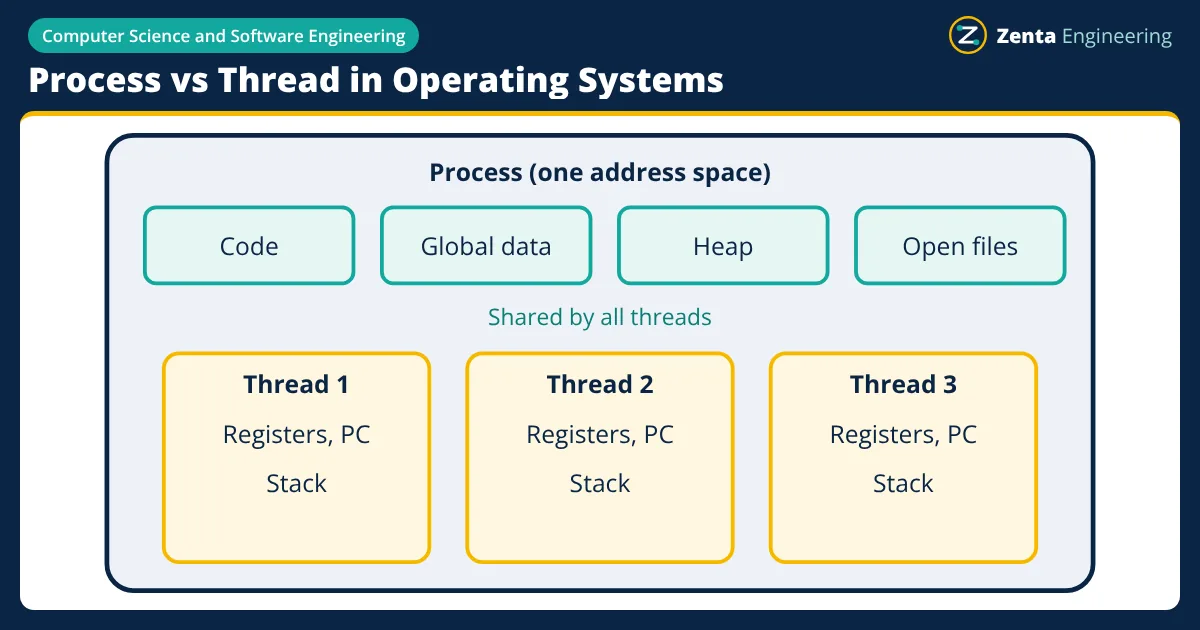 Computer Science and Software Engineering
Zenta Engineering
Process vs Thread in Operating Systems
Process (one address space)
Code
Global data
Heap
Open files
Shared by all threads
Thread 1
Registers, PC
Stack
Thread 2
Registers, PC
Stack
Thread 3
Registers, PC
Stack